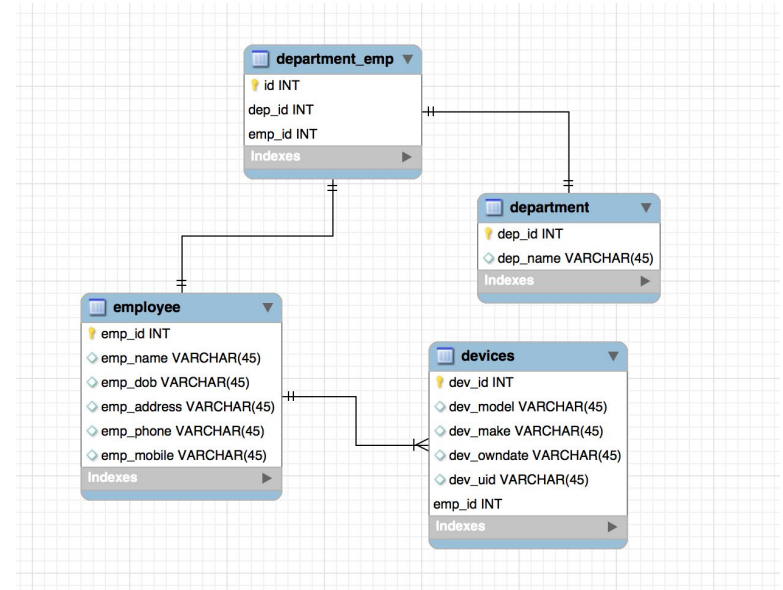 department_emp
id INT
dep_id INT
emp_id INT
Indexes
department
dep_id INT
dep_name VARCHAR(45)
Indexes
employee
emp_id INT
emp_name VARCHAR(45)
emp_dob VARCHAR(45)
emp_address VARCHAR(45)
emp_phone VARCHAR(45)
emp_mobile VARCHAR(45)
Indexes
devices
dev_id INT
dev_model VARCHAR(45)
dev_make VARCHAR(45)
dev_owndate VARCHAR(45)
dev_uid VARCHAR(45)
emp_id INT
Indexes